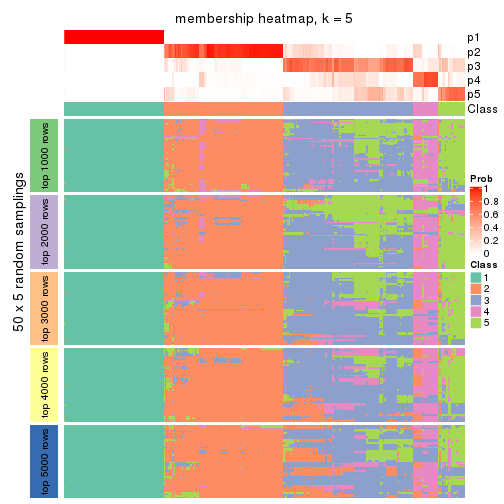 membership heatmap, k = 5
p1
p2
p3
p4
p5
Class
50 x 5 random samplings
top 1000 rows
top 2000 rows
top 3000 rows
top 4000 rows
top 5000 rows
Prob
1
0.8
0.6
0.4
0.2
0
Class
1
2
3
4
5